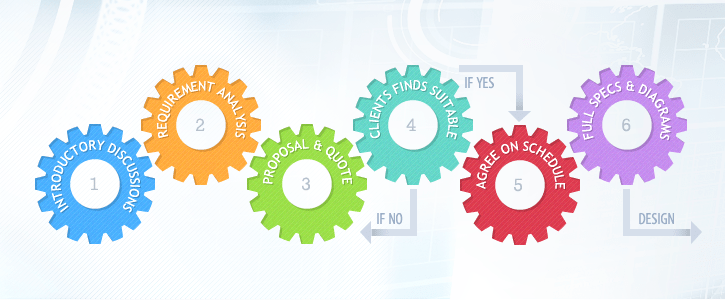 INTRODUCTORY DISCUSSIONS
1
REQUIREMENT ANALYSIS
2
PROPOSAL & QUOTE
3
CLIENTS FINDS SUITABLE
4
IF YES
IF NO
AGREE ON SCHEDULE
5
FULL SPECS & DIAGRAMS
6
DESIGN